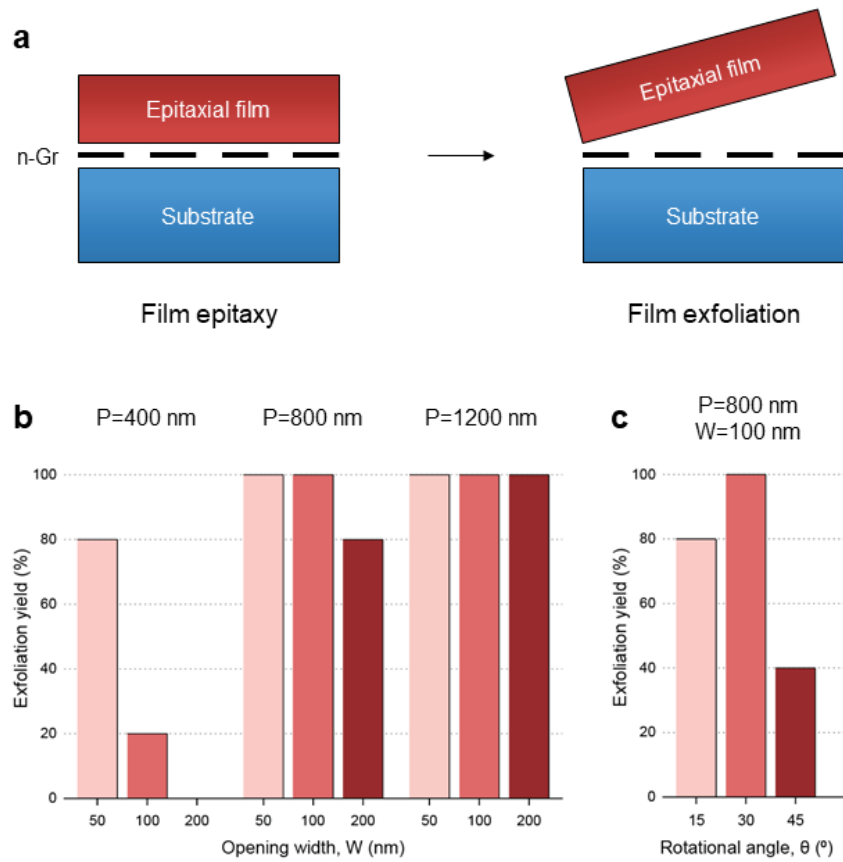 a
Epitaxial film
Epitaxial film
n-Gr
Substrate
Substrate
Film epitaxy
Film exfoliation
b
P=400 nm
P=800 nm
P=1200 nm
Exfoliation yield (%)
100
80
60
40
20
0
50
100
200
50
100
200
50
100
200
Opening width, W (nm)
c
P=800 nm
W=100 nm
Exfoliation yield (%)
100
80
60
40
20
0
15
30
45
Rotational angle, θ (º)